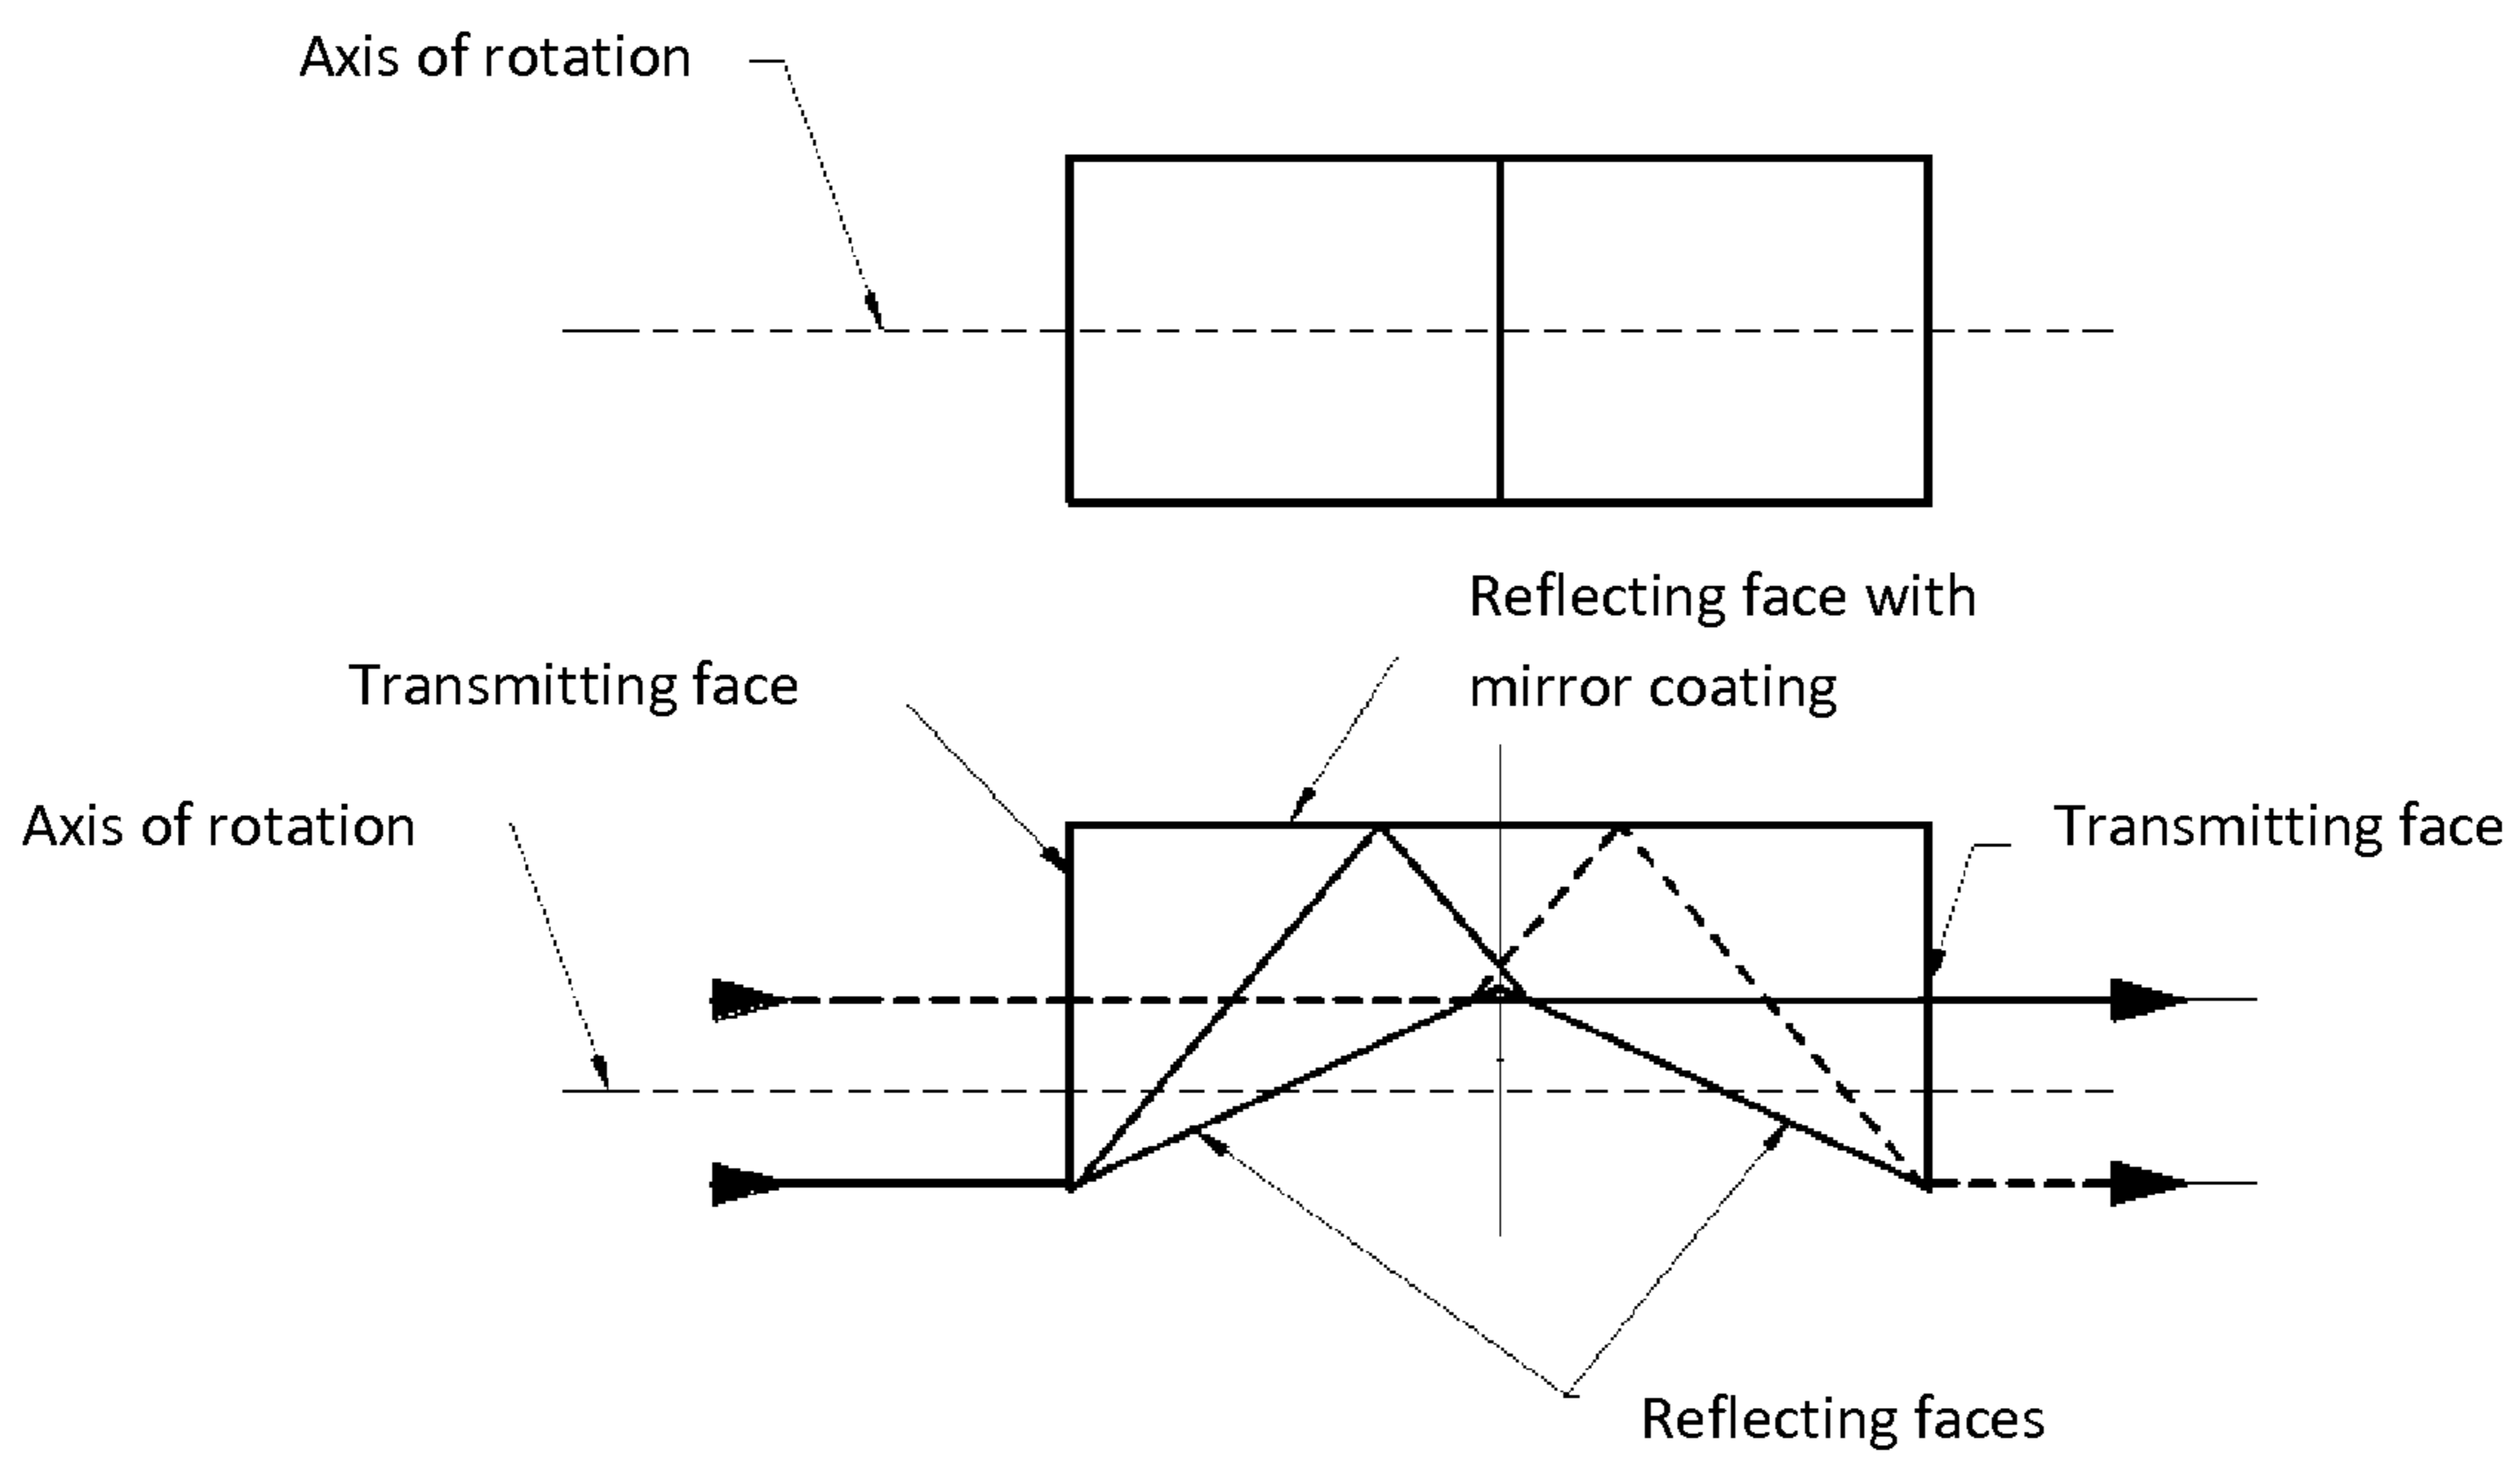 Axis of rotation
Reflecting face with
mirror coating
Transmitting face
Axis of rotation
Transmitting face
Reflecting faces